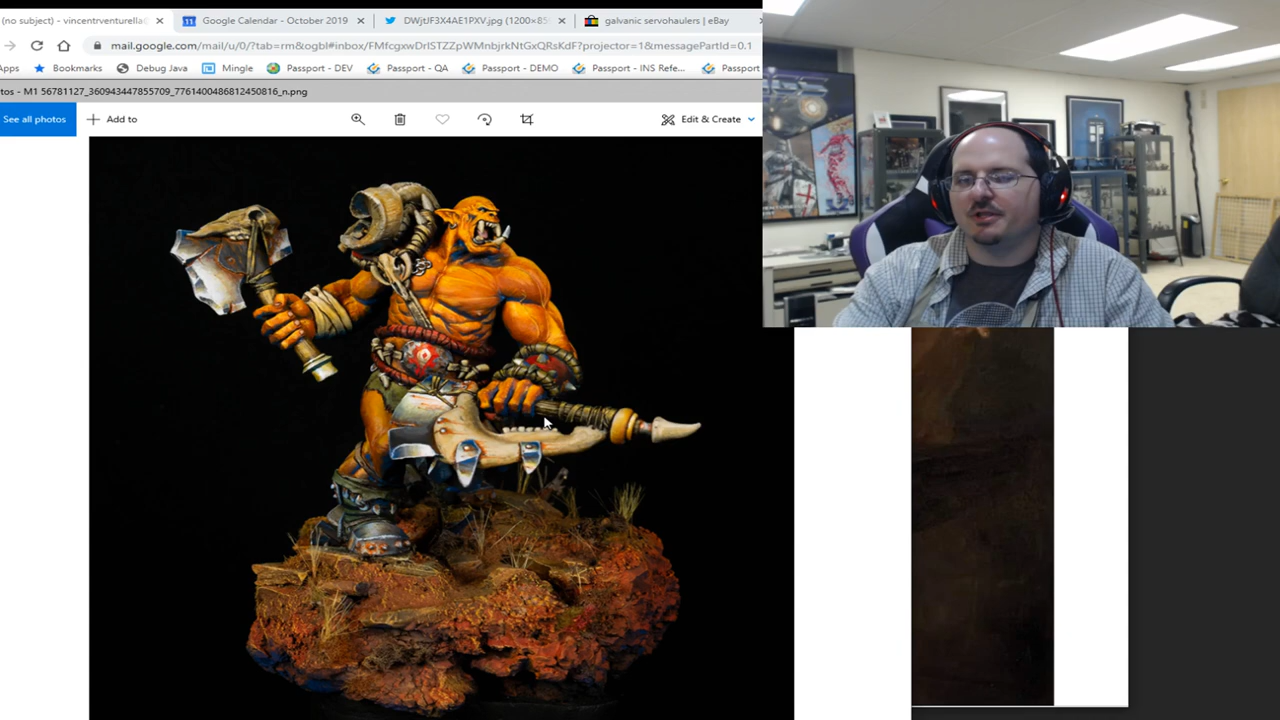 (no subject) - vincentrventurella
Google Calendar - October 2019
DWjtJF3X4AE1PXV.jpg (1200×85
galvanic servohaulers | eBay
mail.google.com/mail/u/0/?tab=rm&ogbl#inbox/FMfcgxwDrlSTZZpWMnbjrkNtGxQRsKdF?projector=1&messagePartId=0.1
Apps Bookmarks Debug Java Mingle Passport - DEV Passport - QA Passport - DEMO Passport - INS Refe... Passport
otos - M1 56781127_360943447855709_7761400486812450816_n.png
See all photos Add to Edit & Create